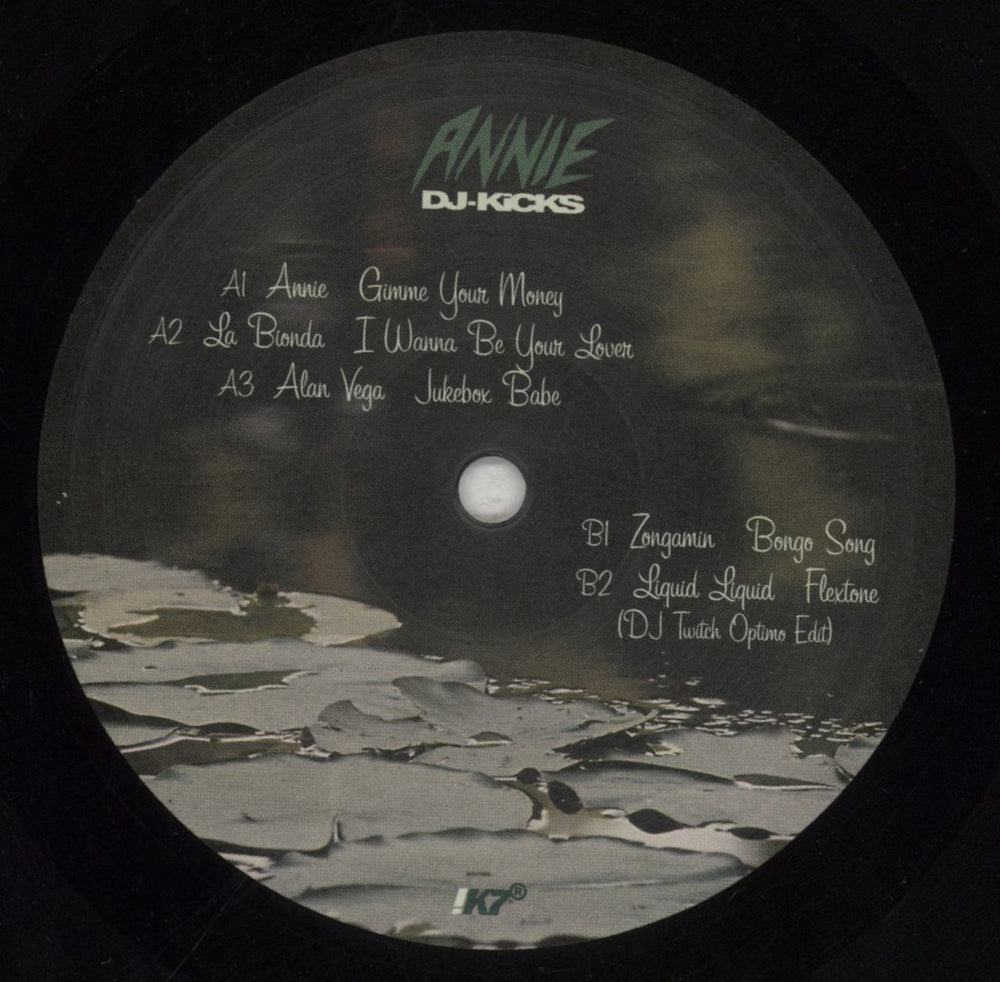 ANNIE
DJ-KiCKS
A1 Annie Gimme Your Money
A2 La Bionda I Wanna Be Your Lover
A3 Alan Vega Jukebox Babe
B1 Zongamin Bongo Song
B2 Liquid Liquid Flextone
(DJ Twitch Optimo Edit)
!K7®